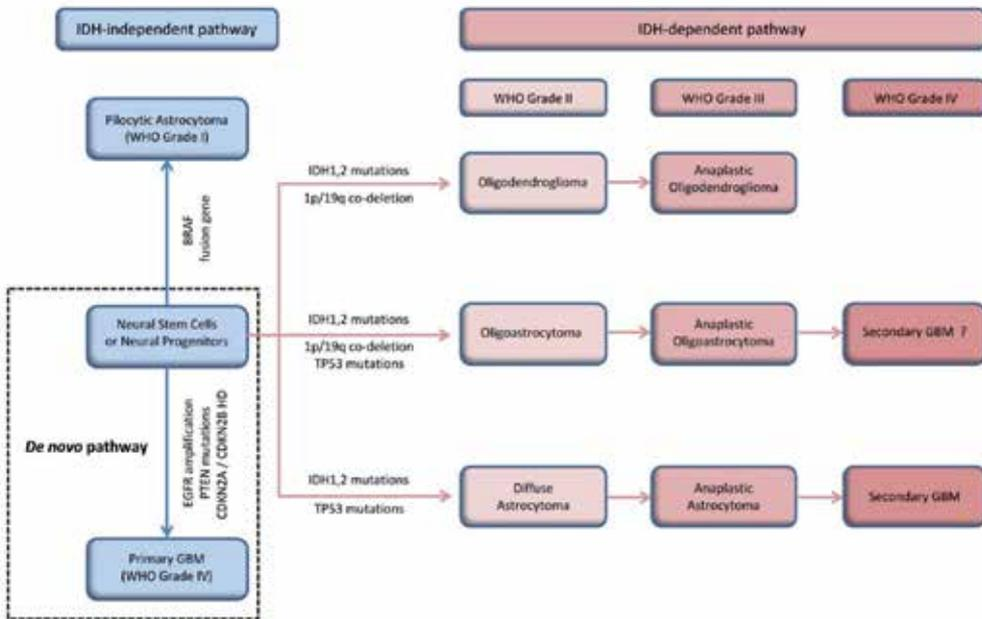 IDH-independent pathway
IDH-dependent pathway
WHO Grade II
WHO Grade III
WHO Grade IV
Pilocytic Astrocytoma
(WHO Grade I)
BRAF
fusion gene
IDH1,2 mutations
1p/19q co-deletion
Oligodendroglioma
Anaplastic
Oligodendroglioma
Neural Stem Cells
or Neural Progenitors
IDH1,2 mutations
1p/19q co-deletion
TP53 mutations
Oligoastrocytoma
Anaplastic
Oligoastrocytoma
Secondary GBM ?
De novo pathway
EGFR amplification
PTEN mutations
CDKN2A / CDKN2B HD
IDH1,2 mutations
TP53 mutations
Diffuse
Astrocytoma
Anaplastic
Astrocytoma
Secondary GBM
Primary GBM
(WHO Grade IV)